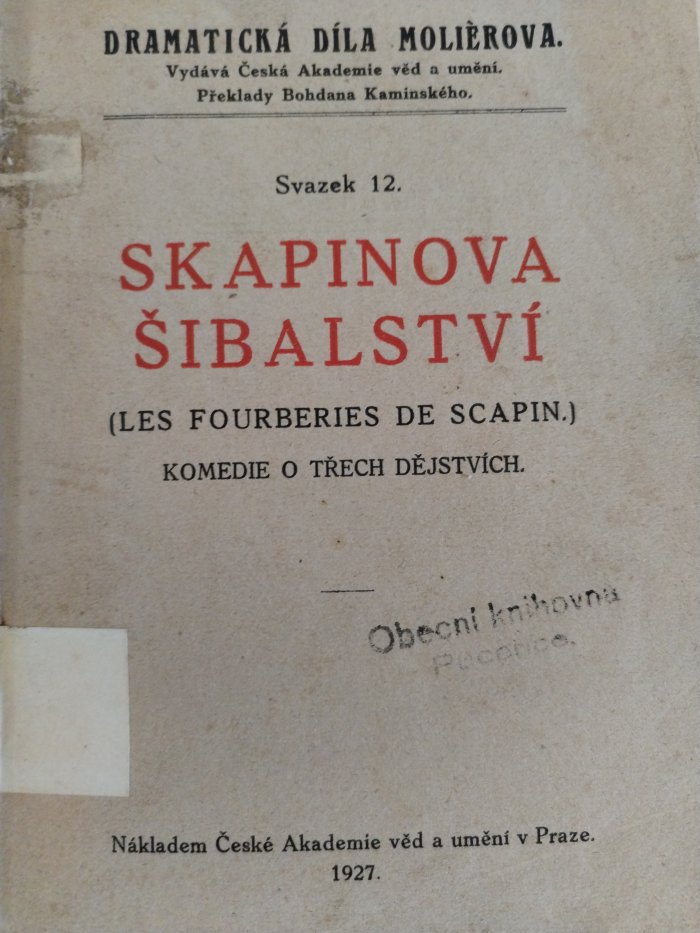 DRAMATICKÁ DÍLA MOLIÈROVA.
Vydává Česká Akademie věd a umění.
Překlady Bohdana Kaminského.
Svazek 12.
SKAPINOVA
ŠIBALSTVÍ
(LES FOURBERIES DE SCAPIN.)
KOMEDIE O TŘECH DĚJSTVÍCH.
Obecní knihovna
Nákladem České Akademie věd a umění v Praze.
1927.